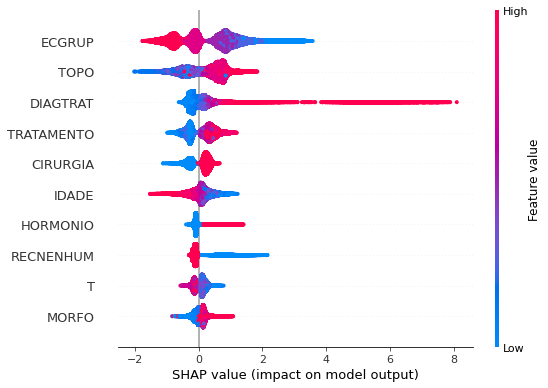 High
ECGRUP
TOPO
DIAGTRAT
TRATAMENTO
CIRURGIA
IDADE
HORMONIO
RECNENHUM
T
MORFO
Feature value
Low
−2 0 2 4 6 8
SHAP value (impact on model output)